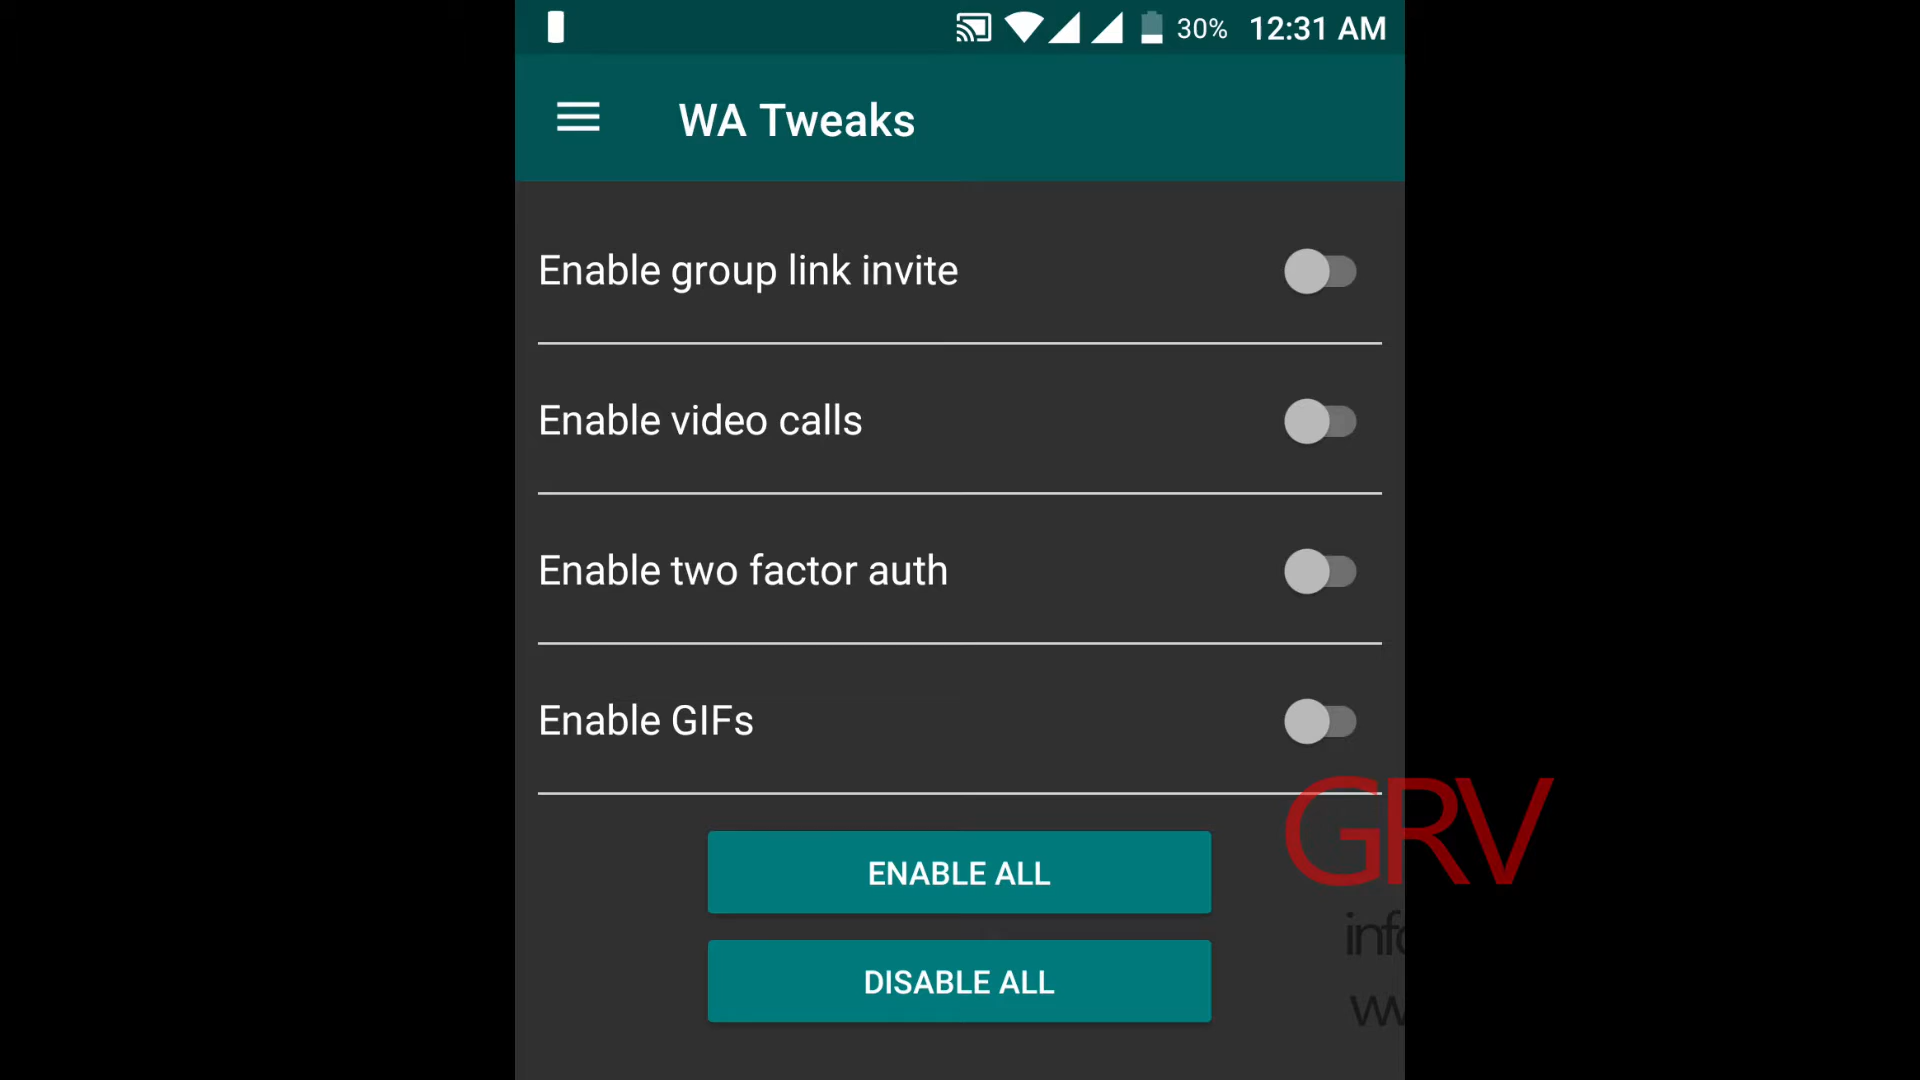 30% 12:31 AM
WA Tweaks
Enable group link invite
Enable video calls
Enable two factor auth
Enable GIFs
GRV
ENABLE ALL
DISABLE ALL